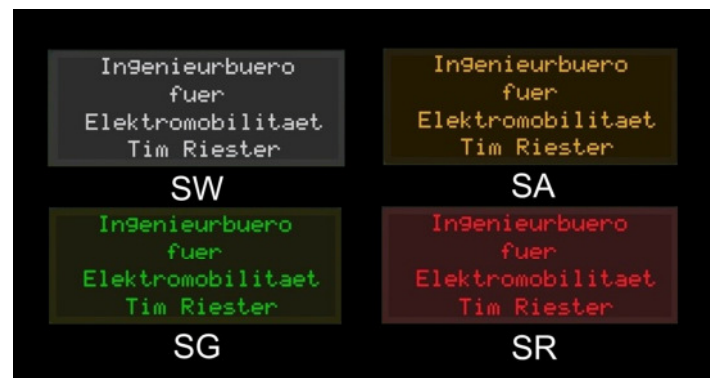 Ingenieurbuero
fuer
Elektromobilitaet
Tim Riester
SW
Ingenieurbuero
fuer
Elektromobilitaet
Tim Riester
SA
Ingenieurbuero
fuer
Elektromobilitaet
Tim Riester
SG
Ingenieurbuero
fuer
Elektromobilitaet
Tim Riester
SR